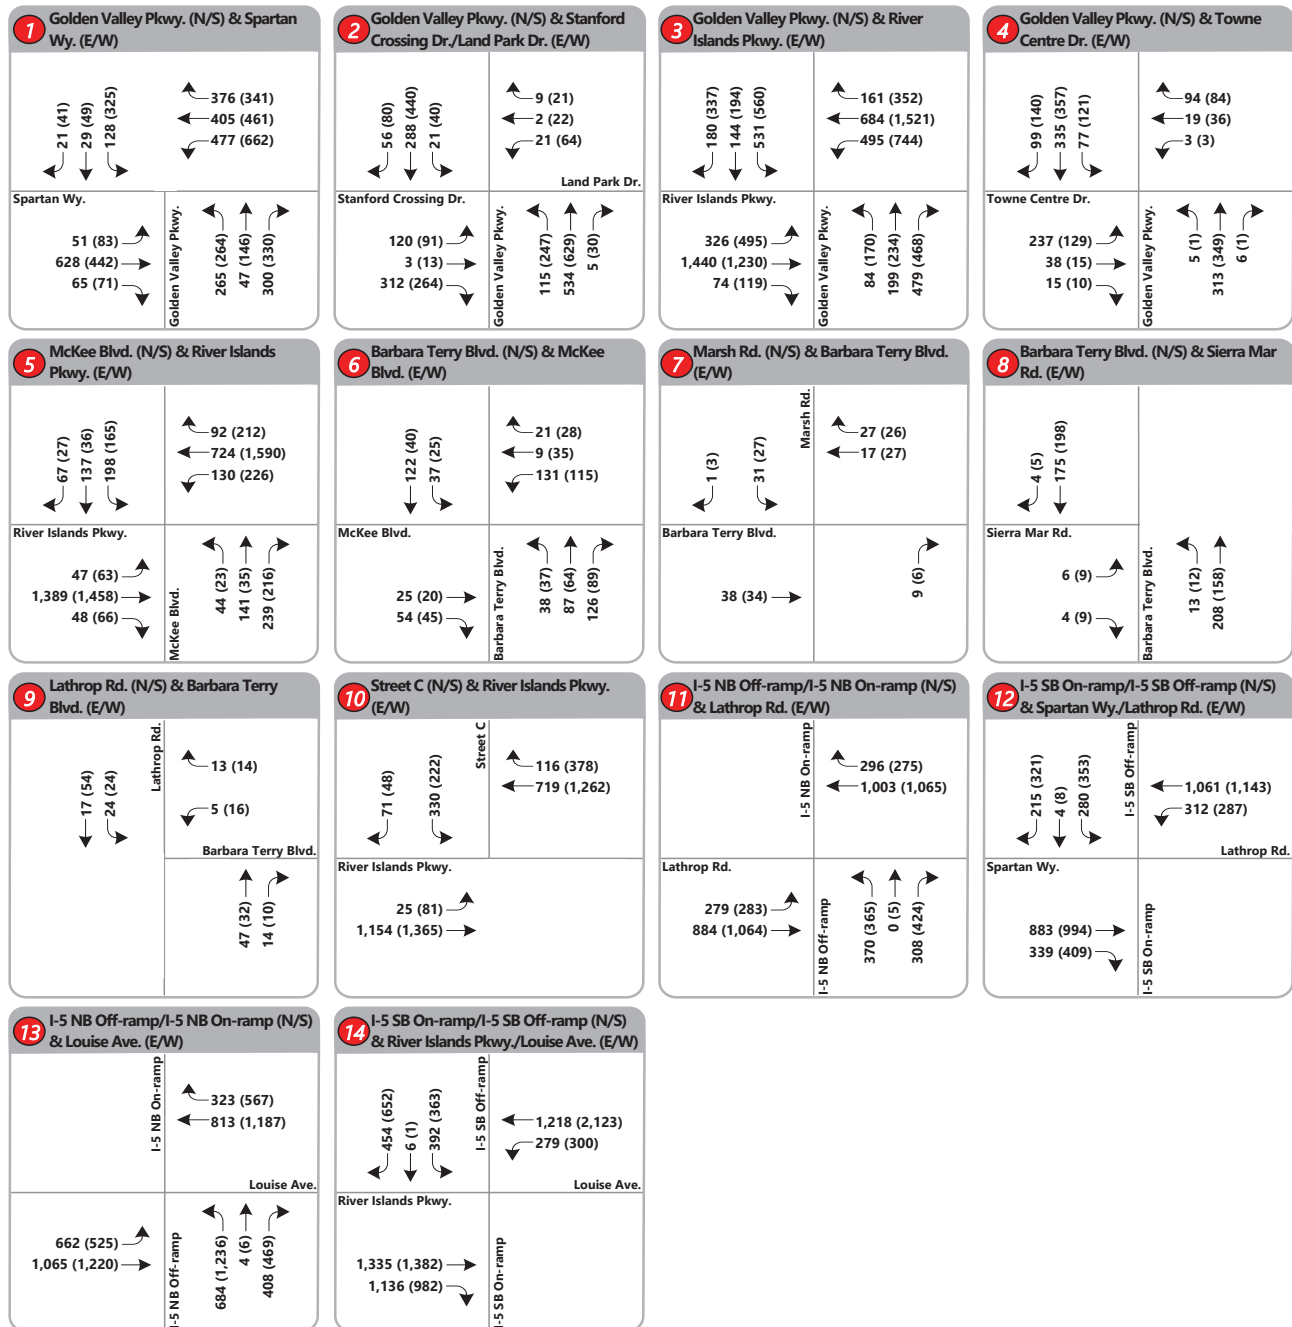 1
Golden Valley Pkwy. (N/S) & Spartan
Wy. (E/W)
21 (41)
29 (49)
128 (325)
376 (341)
405 (461)
477 (662)
Spartan Wy.
51 (83)
628 (442)
65 (71)
Golden Valley Pkwy.
265 (264)
47 (146)
300 (330)
2
Golden Valley Pkwy. (N/S) & Stanford
Crossing Dr./Land Park Dr. (E/W)
56 (80)
288 (440)
21 (40)
9 (21)
2 (22)
21 (64)
Land Park Dr.
Stanford Crossing Dr.
120 (91)
3 (13)
312 (264)
Golden Valley Pkwy.
115 (247)
534 (629)
5 (30)
3
Golden Valley Pkwy. (N/S) & River
Islands Pkwy. (E/W)
180 (337)
144 (194)
531 (560)
161 (352)
684 (1,521)
495 (744)
River Islands Pkwy.
326 (495)
1,440 (1,230)
74 (119)
Golden Valley Pkwy.
84 (170)
199 (234)
479 (468)
4
Golden Valley Pkwy. (N/S) & Towne
Centre Dr. (E/W)
99 (140)
335 (357)
77 (121)
94 (84)
19 (36)
3 (3)
Towne Centre Dr.
237 (129)
38 (15)
15 (10)
Golden Valley Pkwy.
5 (1)
313 (349)
6 (1)
5
McKee Blvd. (N/S) & River Islands
Pkwy. (E/W)
67 (27)
137 (36)
198 (165)
92 (212)
724 (1,590)
130 (226)
River Islands Pkwy.
47 (63)
1,389 (1,458)
48 (66)
McKee Blvd.
44 (23)
141 (35)
239 (216)
6
Barbara Terry Blvd. (N/S) & McKee
Blvd. (E/W)
122 (40)
37 (25)
21 (28)
9 (35)
131 (115)
McKee Blvd.
25 (20)
54 (45)
Barbara Terry Blvd.
38 (37)
87 (64)
126 (89)
7
Marsh Rd. (N/S) & Barbara Terry Blvd.
(E/W)
1 (3)
31 (27)
Marsh Rd.
27 (26)
17 (27)
Barbara Terry Blvd.
38 (34)
9 (6)
8
Barbara Terry Blvd. (N/S) & Sierra Mar
Rd. (E/W)
4 (5)
175 (198)
Sierra Mar Rd.
6 (9)
4 (9)
Barbara Terry Blvd.
13 (12)
208 (158)
9
Lathrop Rd. (N/S) & Barbara Terry
Blvd. (E/W)
17 (54)
24 (24)
Lathrop Rd.
13 (14)
5 (16)
Barbara Terry Blvd.
47 (32)
14 (10)
10
Street C (N/S) & River Islands Pkwy.
(E/W)
71 (48)
330 (222)
Street C
116 (378)
719 (1,262)
River Islands Pkwy.
25 (81)
1,154 (1,365)
11
I-5 NB Off-ramp/I-5 NB On-ramp (N/S)
& Lathrop Rd. (E/W)
I-5 NB On-ramp
296 (275)
1,003 (1,065)
Lathrop Rd.
279 (283)
884 (1,064)
I-5 NB Off-ramp
370 (365)
0 (5)
308 (424)
12
I-5 SB On-ramp/I-5 SB Off-ramp (N/S)
& Spartan Wy./Lathrop Rd. (E/W)
215 (321)
4 (8)
280 (353)
I-5 SB Off-ramp
1,061 (1,143)
312 (287)
Lathrop Rd.
Spartan Wy.
883 (994)
339 (409)
I-5 SB On-ramp
13
I-5 NB Off-ramp/I-5 NB On-ramp (N/S)
& Louise Ave. (E/W)
I-5 NB On-ramp
323 (567)
813 (1,187)
Louise Ave.
662 (525)
1,065 (1,220)
I-5 NB Off-ramp
684 (1,236)
4 (6)
408 (469)
14
I-5 SB On-ramp/I-5 SB Off-ramp (N/S)
& River Islands Pkwy./Louise Ave. (E/W)
454 (652)
6 (1)
392 (363)
I-5 SB Off-ramp
1,218 (2,123)
279 (300)
Louise Ave.
River Islands Pkwy.
1,335 (1,382)
1,136 (982)
I-5 SB On-ramp